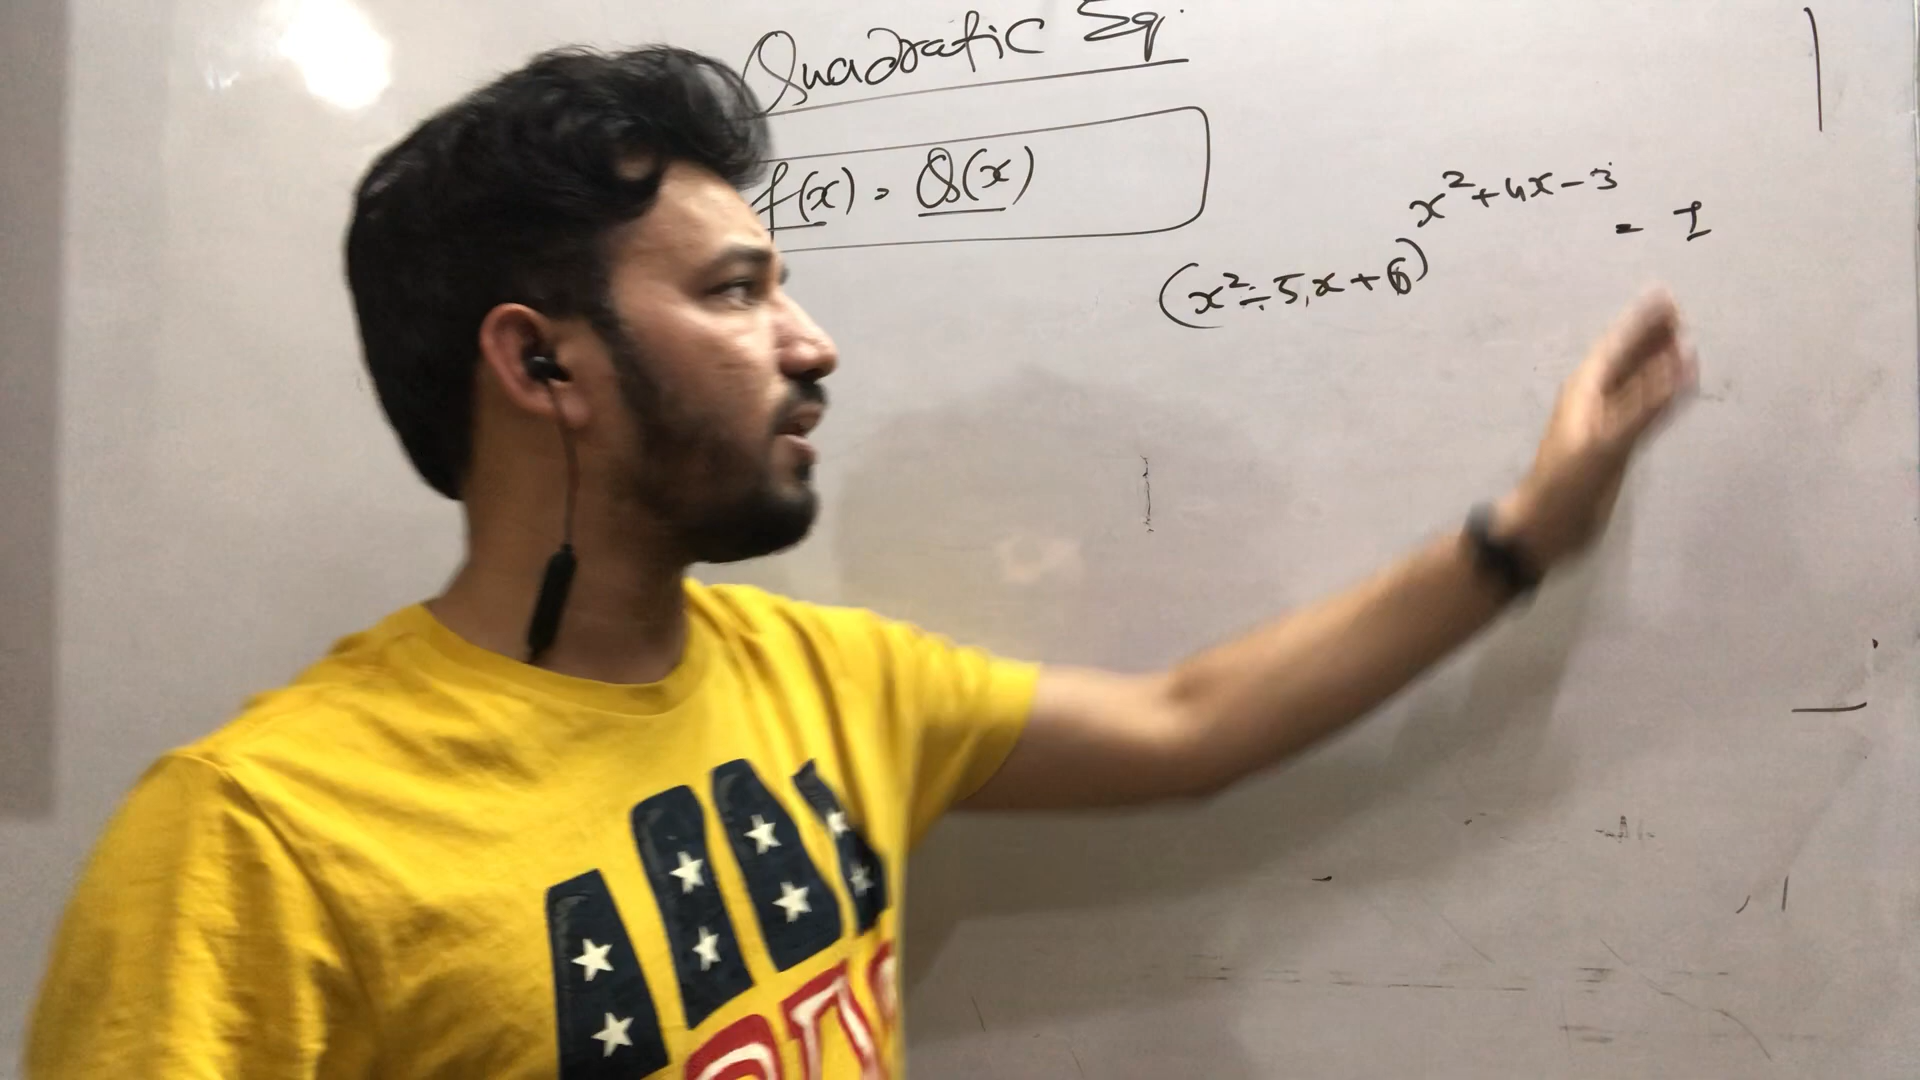 Quadratic Eq.
f(x) = Q(x)
(x² - 5x + 6)^{x² + 4x - 3} = 1